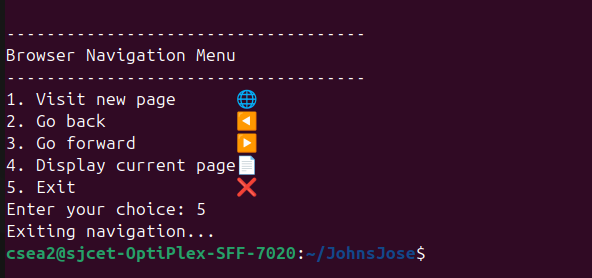 ------------------------------------
Browser Navigation Menu
------------------------------------
1. Visit new page      🌐
2. Go back             ◀️
3. Go forward          ▶️
4. Display current page📄
5. Exit                ❌
Enter your choice: 5
Exiting navigation...
csea2@sjcet-OptiPlex-SFF-7020:~/JohnsJose$